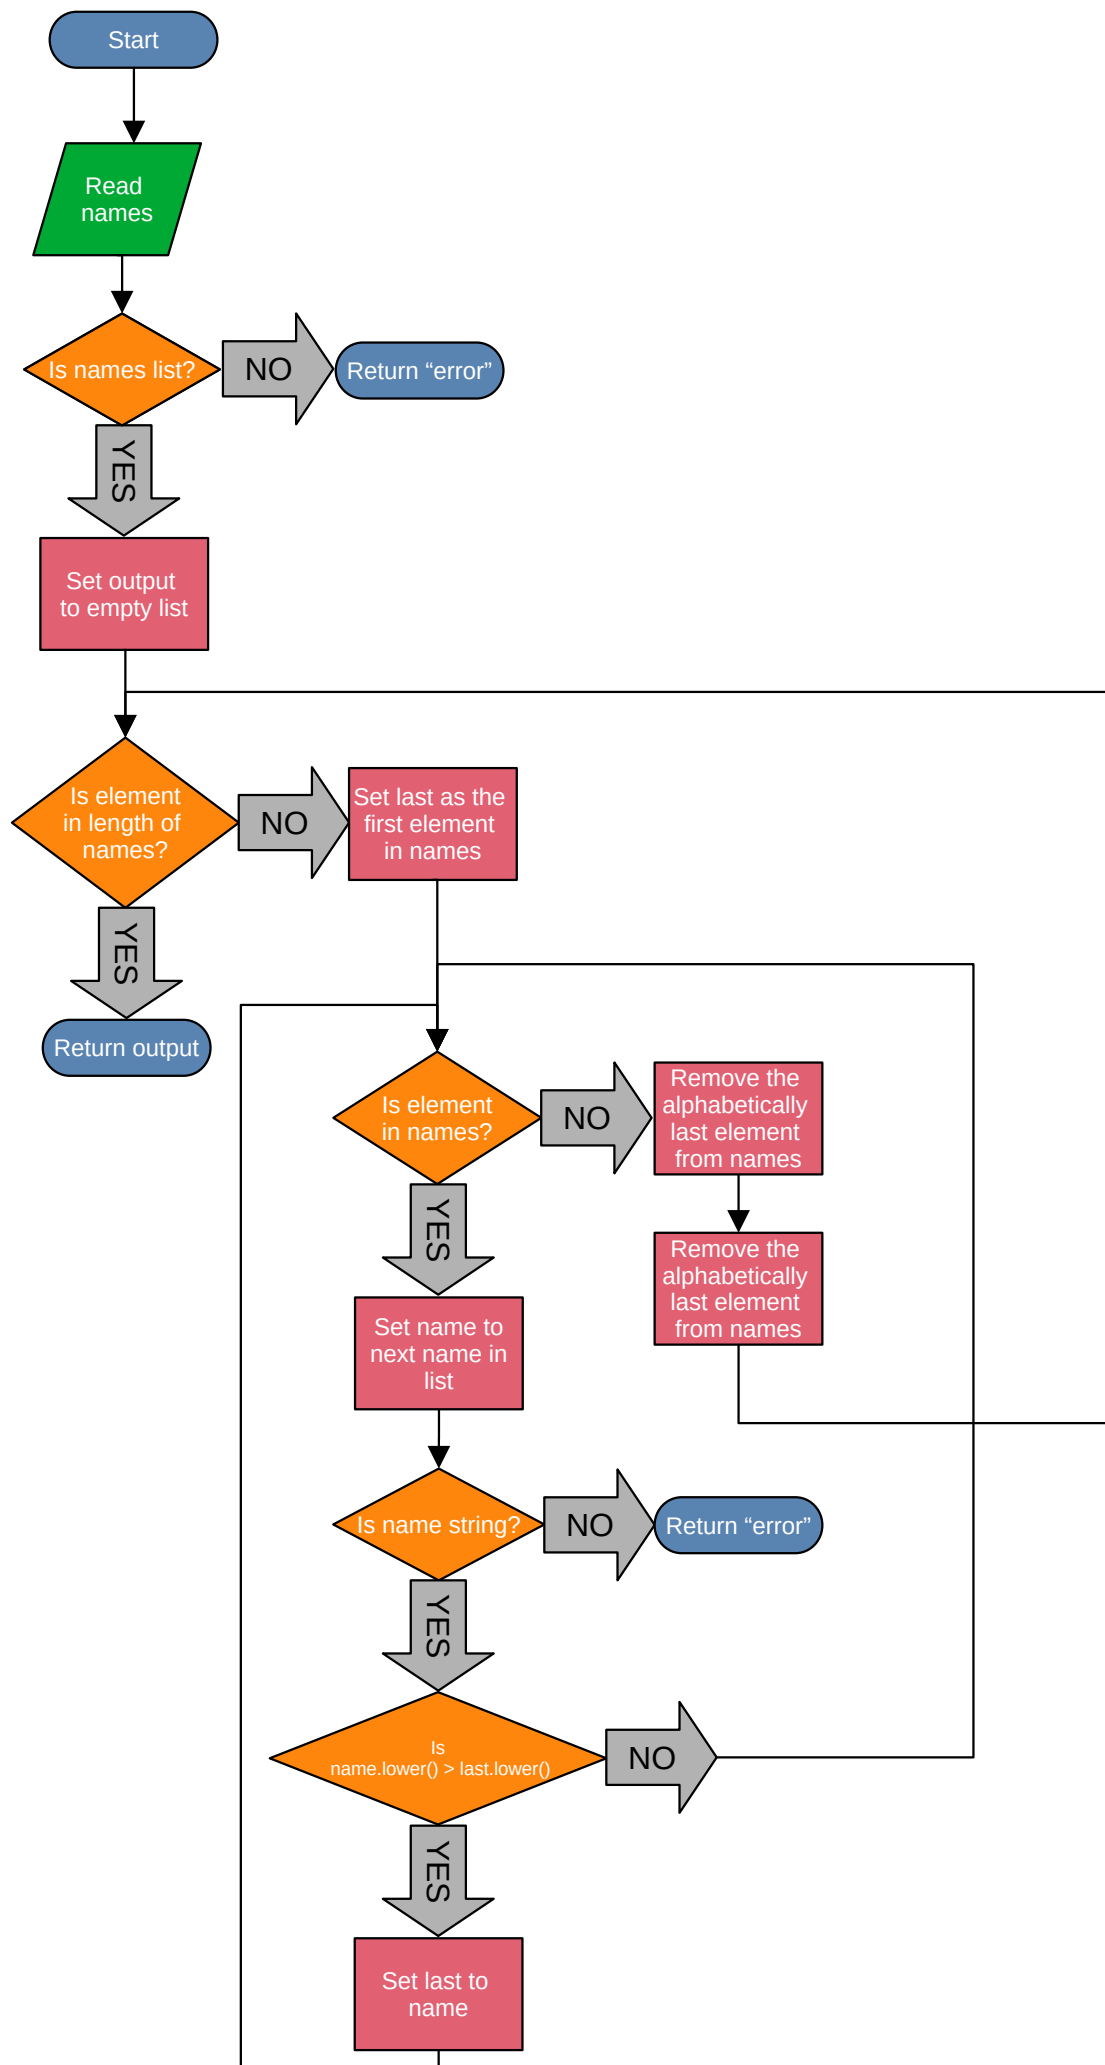 Start
Read
names
Is names list?
NO
Return “error”
YES
Set output
to empty list
Is element
in length of
names?
NO
Set last as the
first element
in names
YES
Return output
Is element
in names?
NO
Remove the
alphabetically
last element
from names
YES
Remove the
alphabetically
last element
from names
Set name to
next name in
list
Is name string?
NO
Return “error”
YES
Is
name.lower() > last.lower()
NO
YES
Set last to
name